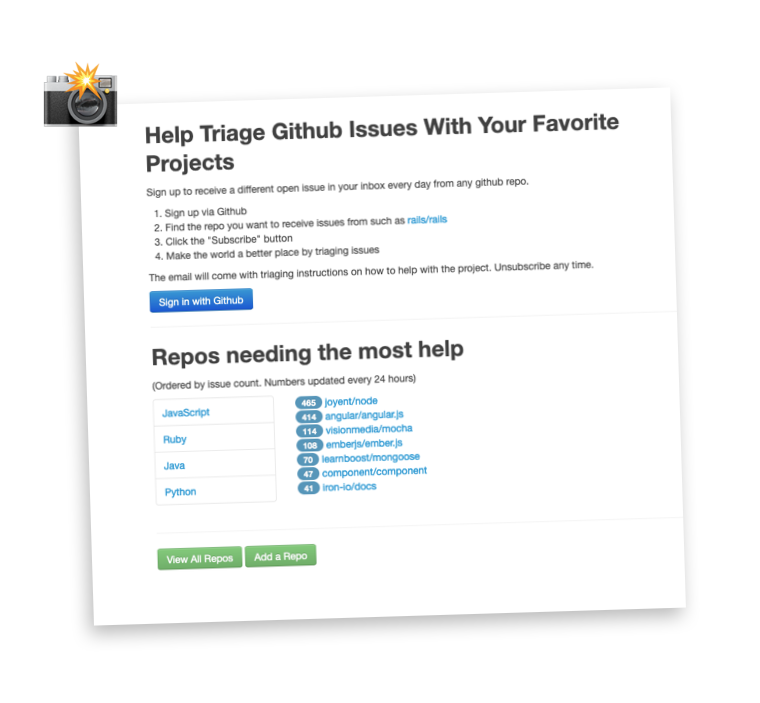 Help Triage Github Issues With Your Favorite
Projects
Sign up to receive a different open issue in your inbox every day from any github repo.
1. Sign up via Github
2. Find the repo you want to receive issues from such as rails/rails
3. Click the "Subscribe" button
4. Make the world a better place by triaging issues
The email will come with triaging instructions on how to help with the project. Unsubscribe any time.
Sign in with Github
Repos needing the most help
(Ordered by issue count. Numbers updated every 24 hours)
JavaScript
Ruby
Java
Python
465 joyent/node
414 angular/angular.js
114 visionmedia/mocha
108 emberjs/ember.js
70 learnboost/mongoose
47 component/component
41 iron-io/docs
View All Repos Add a Repo